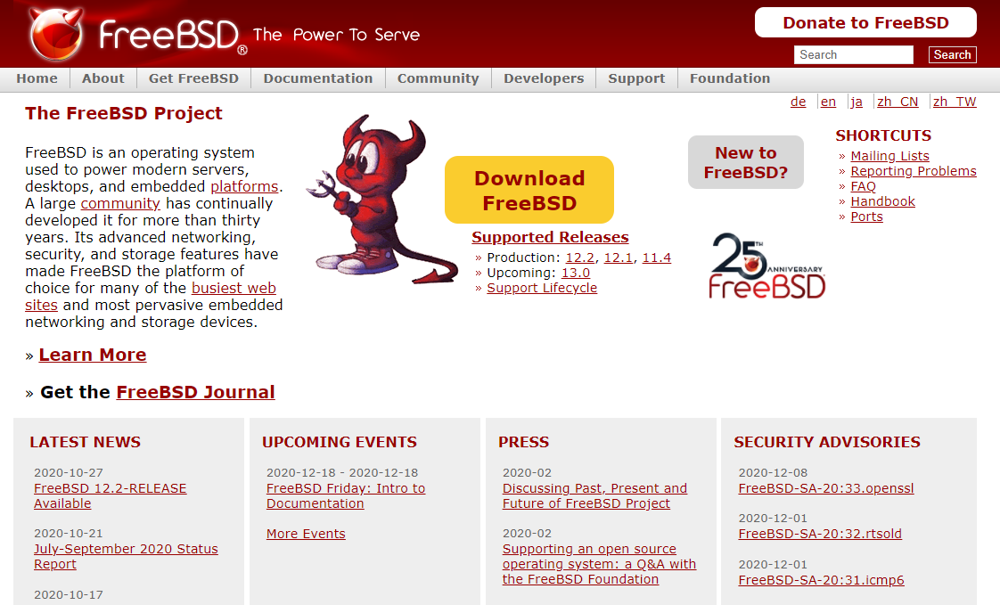 FreeBSD® The Power To Serve
Donate to FreeBSD
Search
Search
Home
About
Get FreeBSD
Documentation
Community
Developers
Support
Foundation
de
en
ja
zh_CN
zh_TW
The FreeBSD Project
FreeBSD is an operating system
used to power modern servers,
desktops, and embedded platforms.
A large community has continually
developed it for more than thirty
years. Its advanced networking,
security, and storage features have
made FreeBSD the platform of
choice for many of the busiest web
sites and most pervasive embedded
networking and storage devices.
» Learn More
» Get the FreeBSD Journal
Download
FreeBSD
Supported Releases
» Production: 12.2, 12.1, 11.4
» Upcoming: 13.0
» Support Lifecycle
New to
FreeBSD?
25TH
ANNIVERSARY
FreeBSD
SHORTCUTS
» Mailing Lists
» Reporting Problems
» FAQ
» Handbook
» Ports
LATEST NEWS
2020-10-27
FreeBSD 12.2-RELEASE
Available
2020-10-21
July-September 2020 Status
Report
2020-10-17
UPCOMING EVENTS
2020-12-18 - 2020-12-18
FreeBSD Friday: Intro to
Documentation
More Events
PRESS
2020-02
Discussing Past, Present and
Future of FreeBSD Project
2020-02
Supporting an open source
operating system: a Q&A with
the FreeBSD Foundation
SECURITY ADVISORIES
2020-12-08
FreeBSD-SA-20:33.openssl
2020-12-01
FreeBSD-SA-20:32.rtsold
2020-12-01
FreeBSD-SA-20:31.icmp6